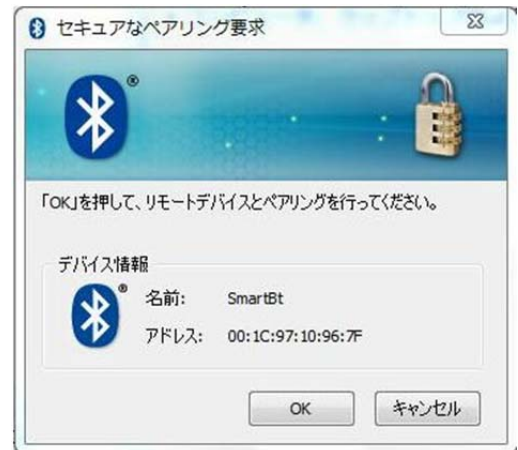 セキュアなペアリング要求
®
「OK」を押して、リモートデバイスとペアリングを行ってください。
デバイス情報
®
名前: SmartBt
アドレス: 00:1C:97:10:96:7F
OK キャンセル